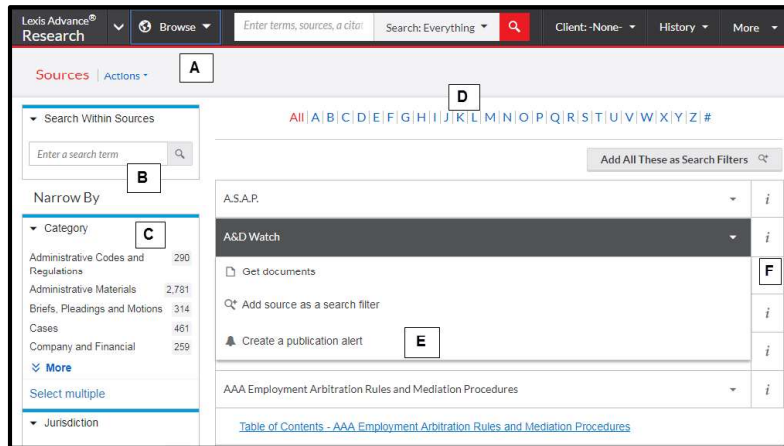 Lexis Advance®
Research
Browse
Enter terms, sources, a citat
Search: Everything
Client: -None-
History
More
Sources | Actions
A
D
Search Within Sources
Enter a search term
B
All A B C D E F G H I J K L M N O P Q R S T U V W X Y Z #
Add All These as Search Filters
Narrow By
Category
C
Administrative Codes and Regulations 290
Administrative Materials 2,781
Briefs, Pleadings and Motions 314
Cases 461
Company and Financial 259
More
Select multiple
Jurisdiction
A.S.A.P. i
A&D Watch i
Get documents
F
Add source as a search filter
i
Create a publication alert
E
i
AAA Employment Arbitration Rules and Mediation Procedures i
Table of Contents - AAA Employment Arbitration Rules and Mediation Procedures